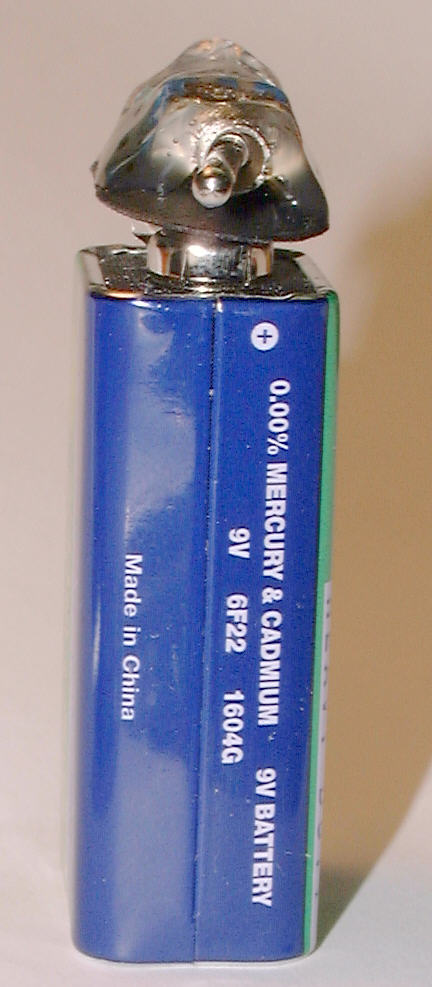 +
0.00% MERCURY & CADMIUM 9V BATTERY
9V 6F22 1604G
Made in China